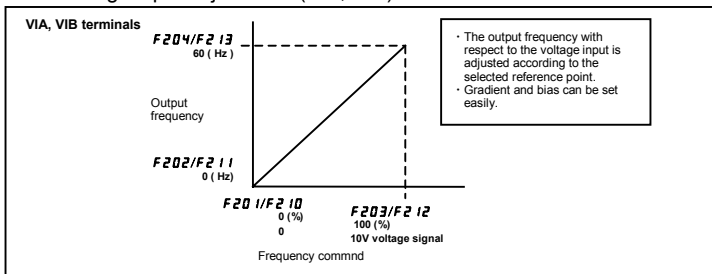 VIA, VIB terminals
F204/F213
60 ( Hz )
Output
frequency
F202/F211
0 ( Hz)
F201/F210
0 (%)
0
F203/F212
100 (%)
10V voltage signal
Frequency commnd
· The output frequency with
respect to the voltage input is
adjusted according to the
selected reference point.
· Gradient and bias can be set
easily.